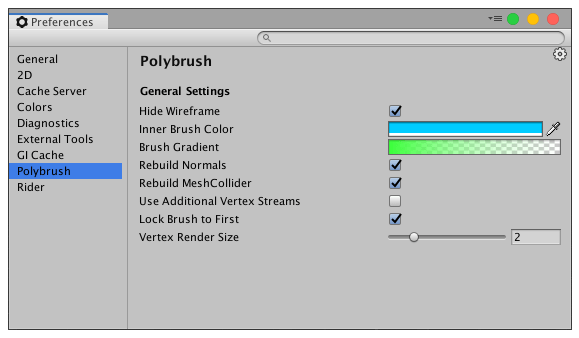 Preferences
General
2D
Cache Server
Colors
Diagnostics
External Tools
GI Cache
Polybrush
Rider
Polybrush
General Settings
Hide Wireframe
Inner Brush Color
Brush Gradient
Rebuild Normals
Rebuild MeshCollider
Use Additional Vertex Streams
Lock Brush to First
Vertex Render Size 2